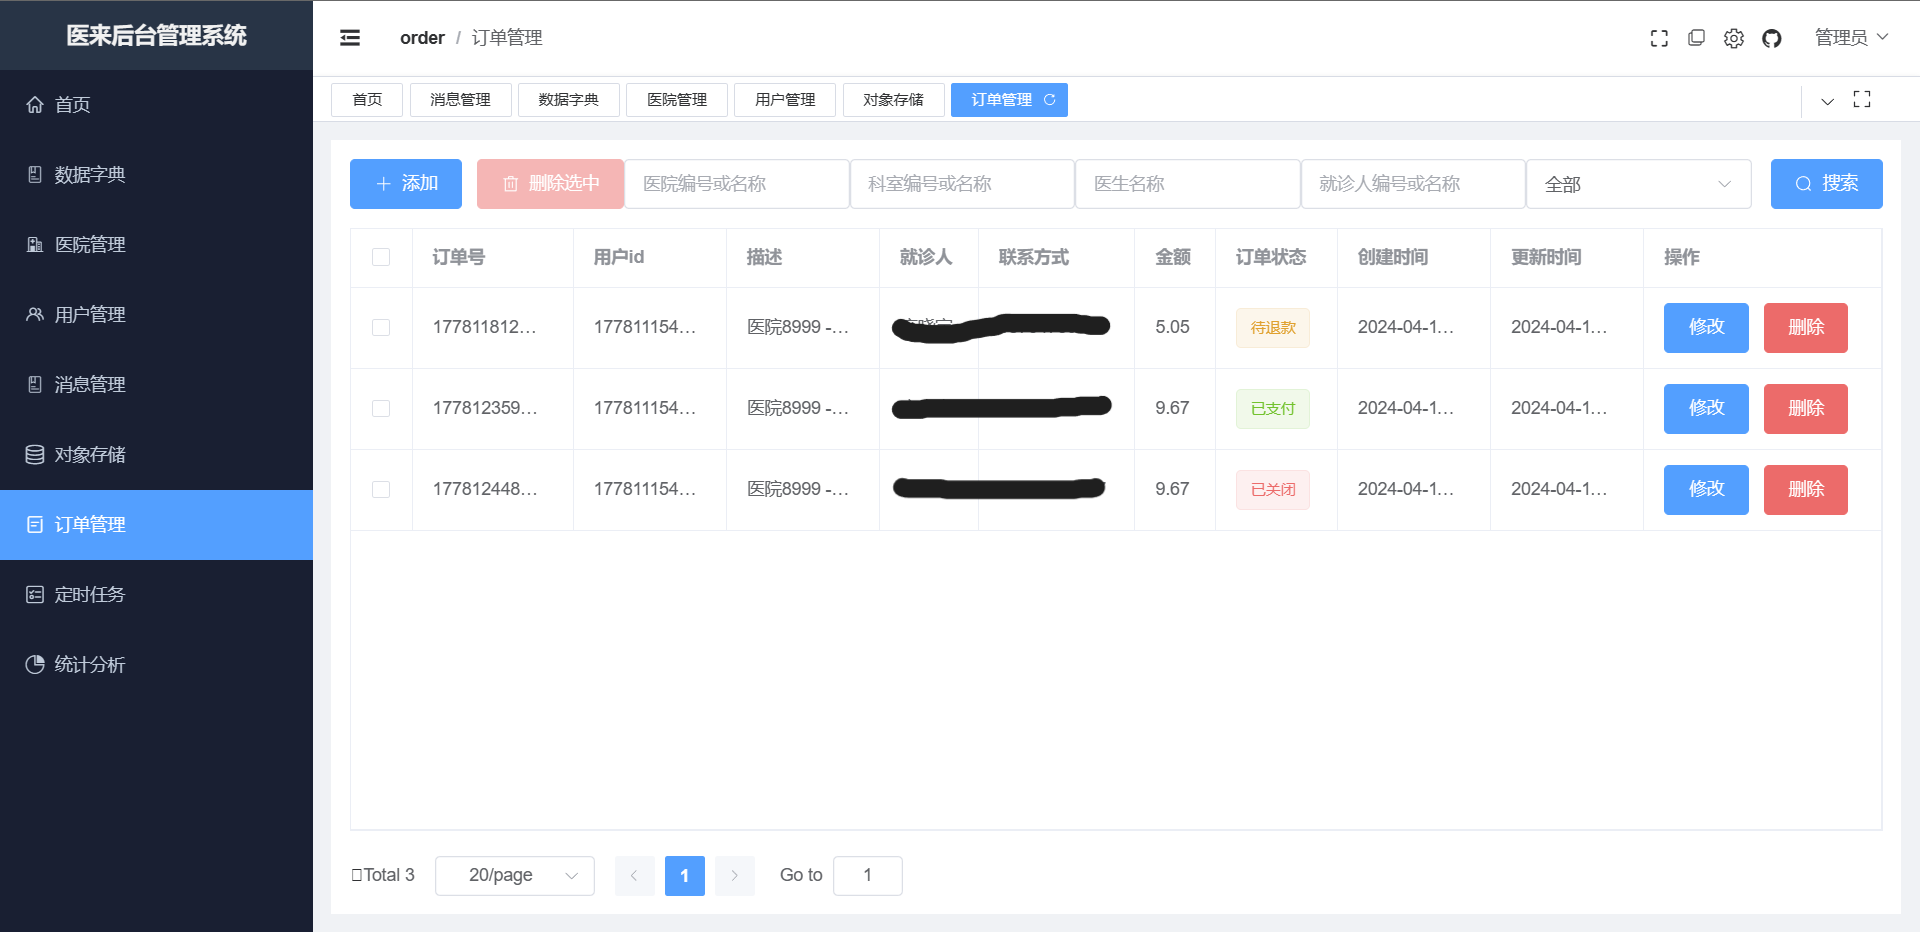 医来后台管理系统
首页
数据字典
医院管理
用户管理
消息管理
对象存储
订单管理
定时任务
统计分析
order / 订单管理
管理员
首页 消息管理 数据字典 医院管理 用户管理 对象存储 订单管理
添加 删除选中 医院编号或名称 科室编号或名称 医生名称 就诊人编号或名称 全部 搜索
订单号 用户id 描述 就诊人 联系方式 金额 订单状态 创建时间 更新时间 操作
177811812... 177811154... 医院8999 -... 5.05 待退款 2024-04-1... 2024-04-1... 修改 删除
177812359... 177811154... 医院8999 -... 9.67 已支付 2024-04-1... 2024-04-1... 修改 删除
177812448... 177811154... 医院8999 -... 9.67 已关闭 2024-04-1... 2024-04-1... 修改 删除
Total 3 20/page 1 Go to 1